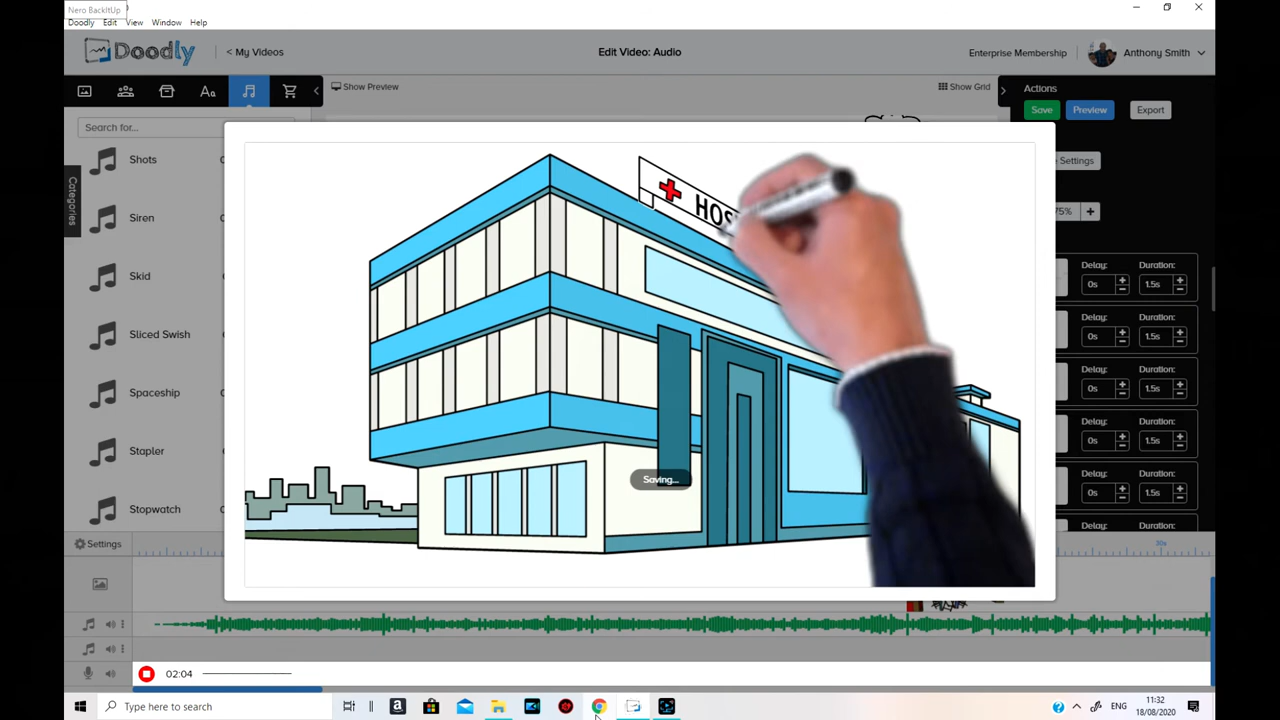 Nero BackItUp
Doodly Edit View Window Help
Doodly
< My Videos
Edit Video: Audio
Enterprise Membership
Anthony Smith
Show Preview
Show Grid
Actions
Save
Preview
Export
Search for...
Categories
Shots
Siren
Skid
Sliced Swish
Spaceship
Stapler
Stopwatch
HOS
Saving...
Settings
75% +
Delay: Duration:
0s 1.5s
Delay: Duration:
0s 1.5s
Delay: Duration:
0s 1.5s
Delay: Duration:
0s 1.5s
Delay: Duration:
0s 1.5s
Delay: Duration:
Settings
30s
02:04
Type here to search
ENG
11:32
18/08/2020